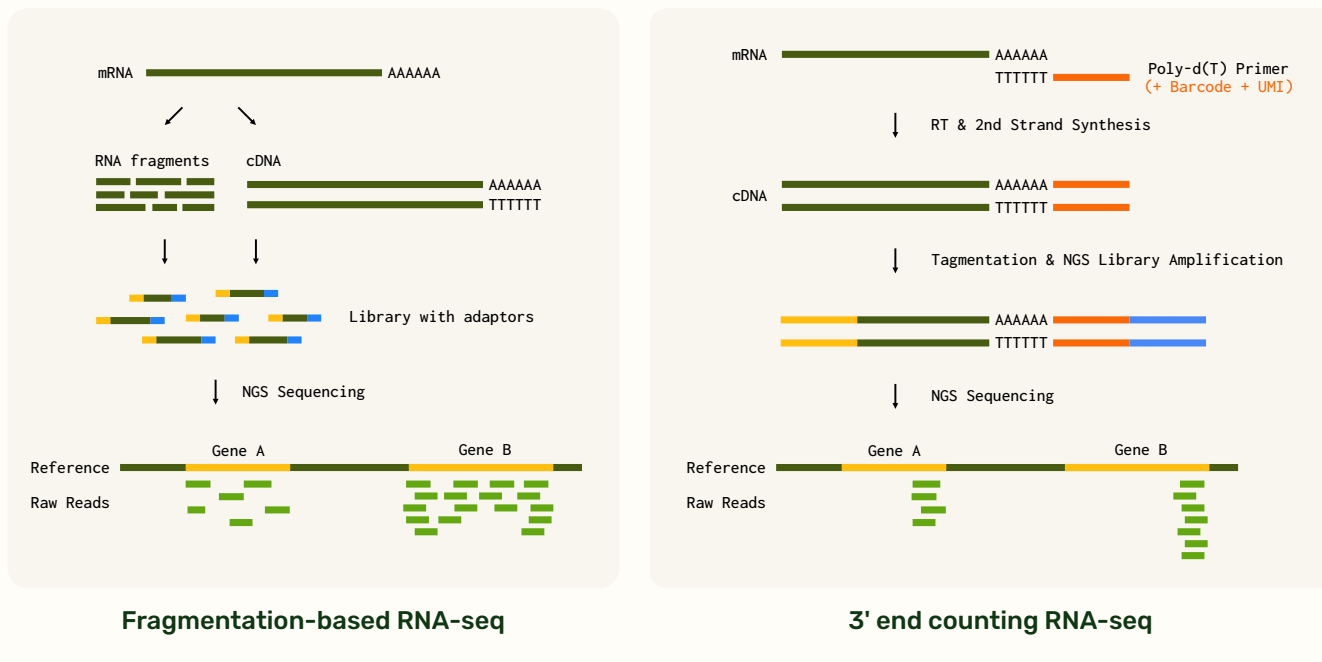 mRNA AAAAAA
RNA fragments cDNA
AAAAAA
TTTTTT
Library with adaptors
NGS Sequencing
Gene A Gene B
Reference
Raw Reads
Fragmentation-based RNA-seq
mRNA AAAAAA
TTTTTT Poly-d(T) Primer
(+ Barcode + UMI)
RT & 2nd Strand Synthesis
AAAAAA
cDNA
TTTTTT
Tagmentation & NGS Library Amplification
AAAAAA
TTTTTT
NGS Sequencing
Gene A Gene B
Reference
Raw Reads
3' end counting RNA-seq